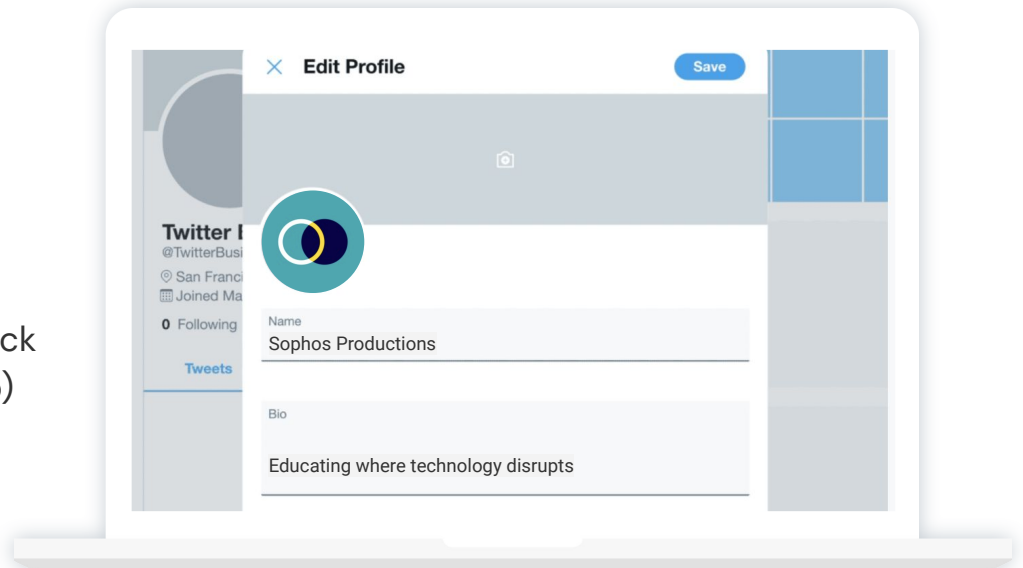 Edit Profile
Save
Twitter
@TwitterBusi
San Franci
Joined Ma
0 Following
Tweets
Name
Sophos Productions
Bio
Educating where technology disrupts
ck
)